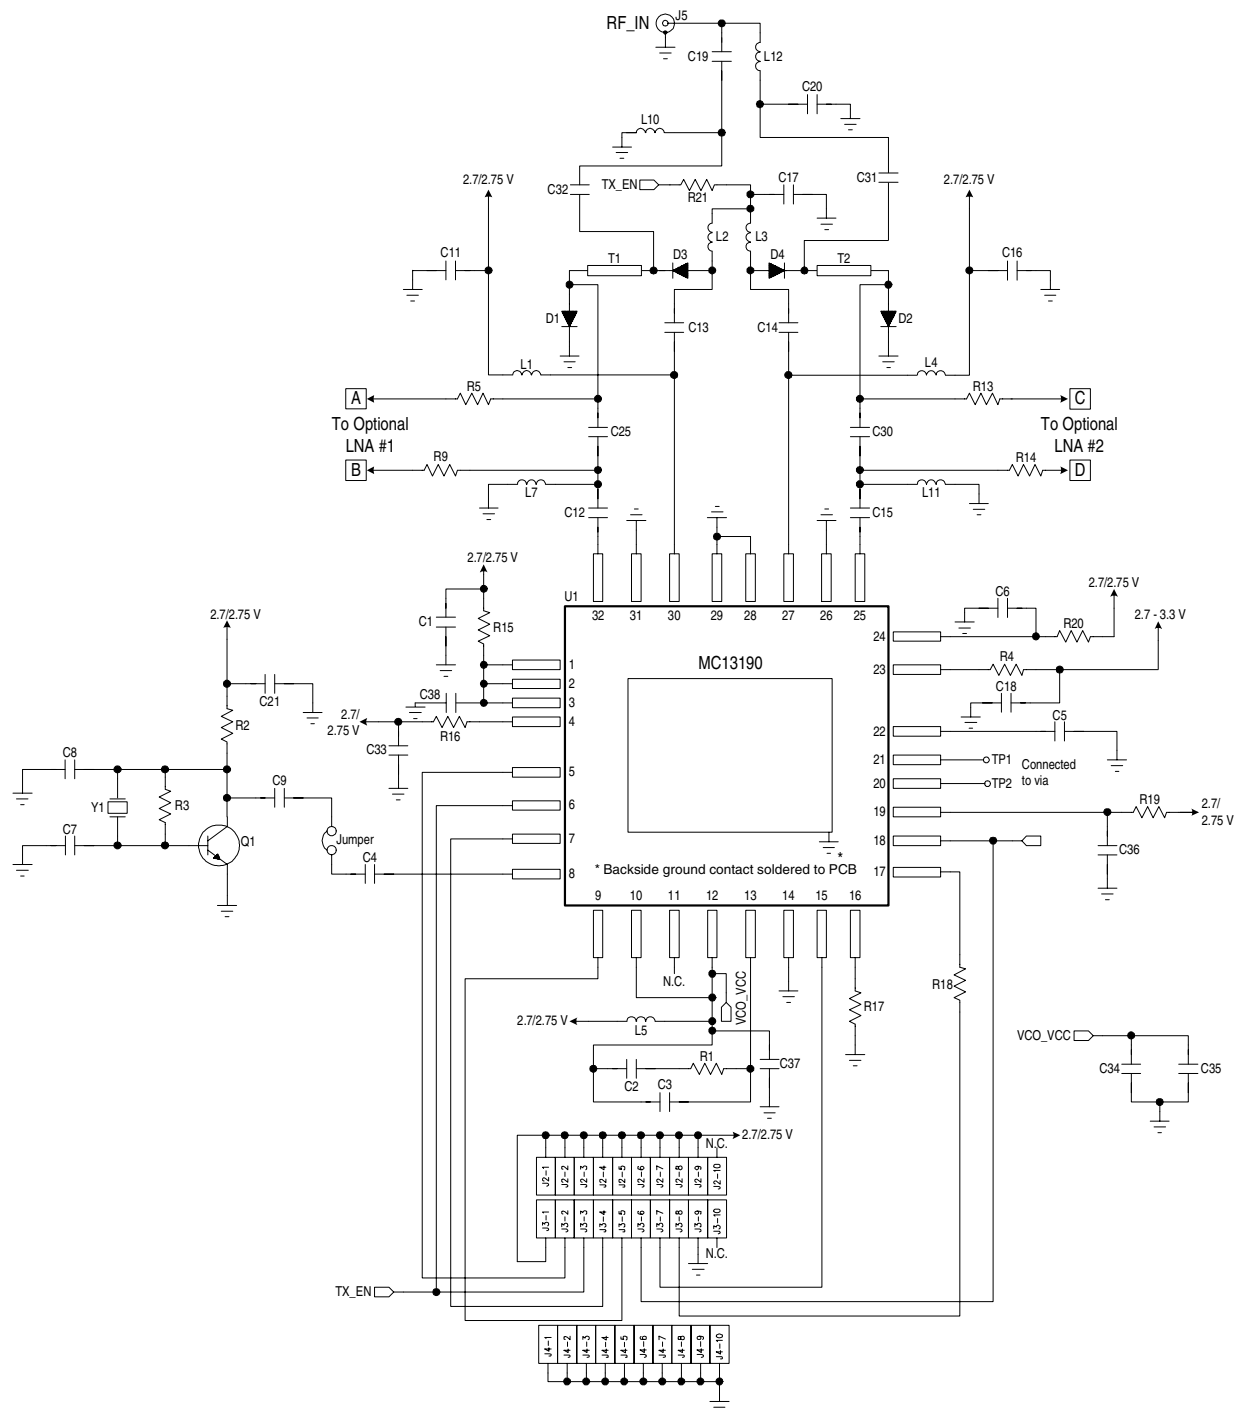 RF_IN
J5
C19
L12
C20
L10
2.7/2.75 V
C32
TX_EN
R21
C17
C31
2.7/2.75 V
L2
L3
C11
T1
D3
D4
T2
C16
D1
C13
C14
D2
L1
L4
A
R5
R13
C
To Optional
LNA #1
C25
C30
To Optional
LNA #2
B
R9
R14
D
L7
L11
C12
C15
2.7/2.75 V
U1
32
31
30
29
28
27
26
25
C6
2.7/2.75 V
2.7 - 3.3 V
2.7/2.75 V
C1
R15
24
R20
MC13190
1
23
R4
2
C38
3
C18
C21
2.7/
2.75 V
R16
4
C5
R2
C33
22
C8
21
TP1
Connected
to via
5
20
TP2
C9
Y1
R3
6
19
R19
2.7/
2.75 V
C7
Q1
Jumper
7
18
C36
C4
8
*
* Backside ground contact soldered to PCB
17
9
10
11
12
13
14
15
16
N.C.
VCO_VCC
R18
R17
2.7/2.75 V
L5
VCO_VCC
C2
R1
C37
C34
C35
C3
2.7/2.75 V
N.C.
J2-1
J2-2
J2-3
J2-4
J2-5
J2-6
J2-7
J2-8
J2-9
J2-10
J3-1
J3-2
J3-3
J3-4
J3-5
J3-6
J3-7
J3-8
J3-9
J3-10
N.C.
TX_EN
J4-1
J4-2
J4-3
J4-4
J4-5
J4-6
J4-7
J4-8
J4-9
J4-10